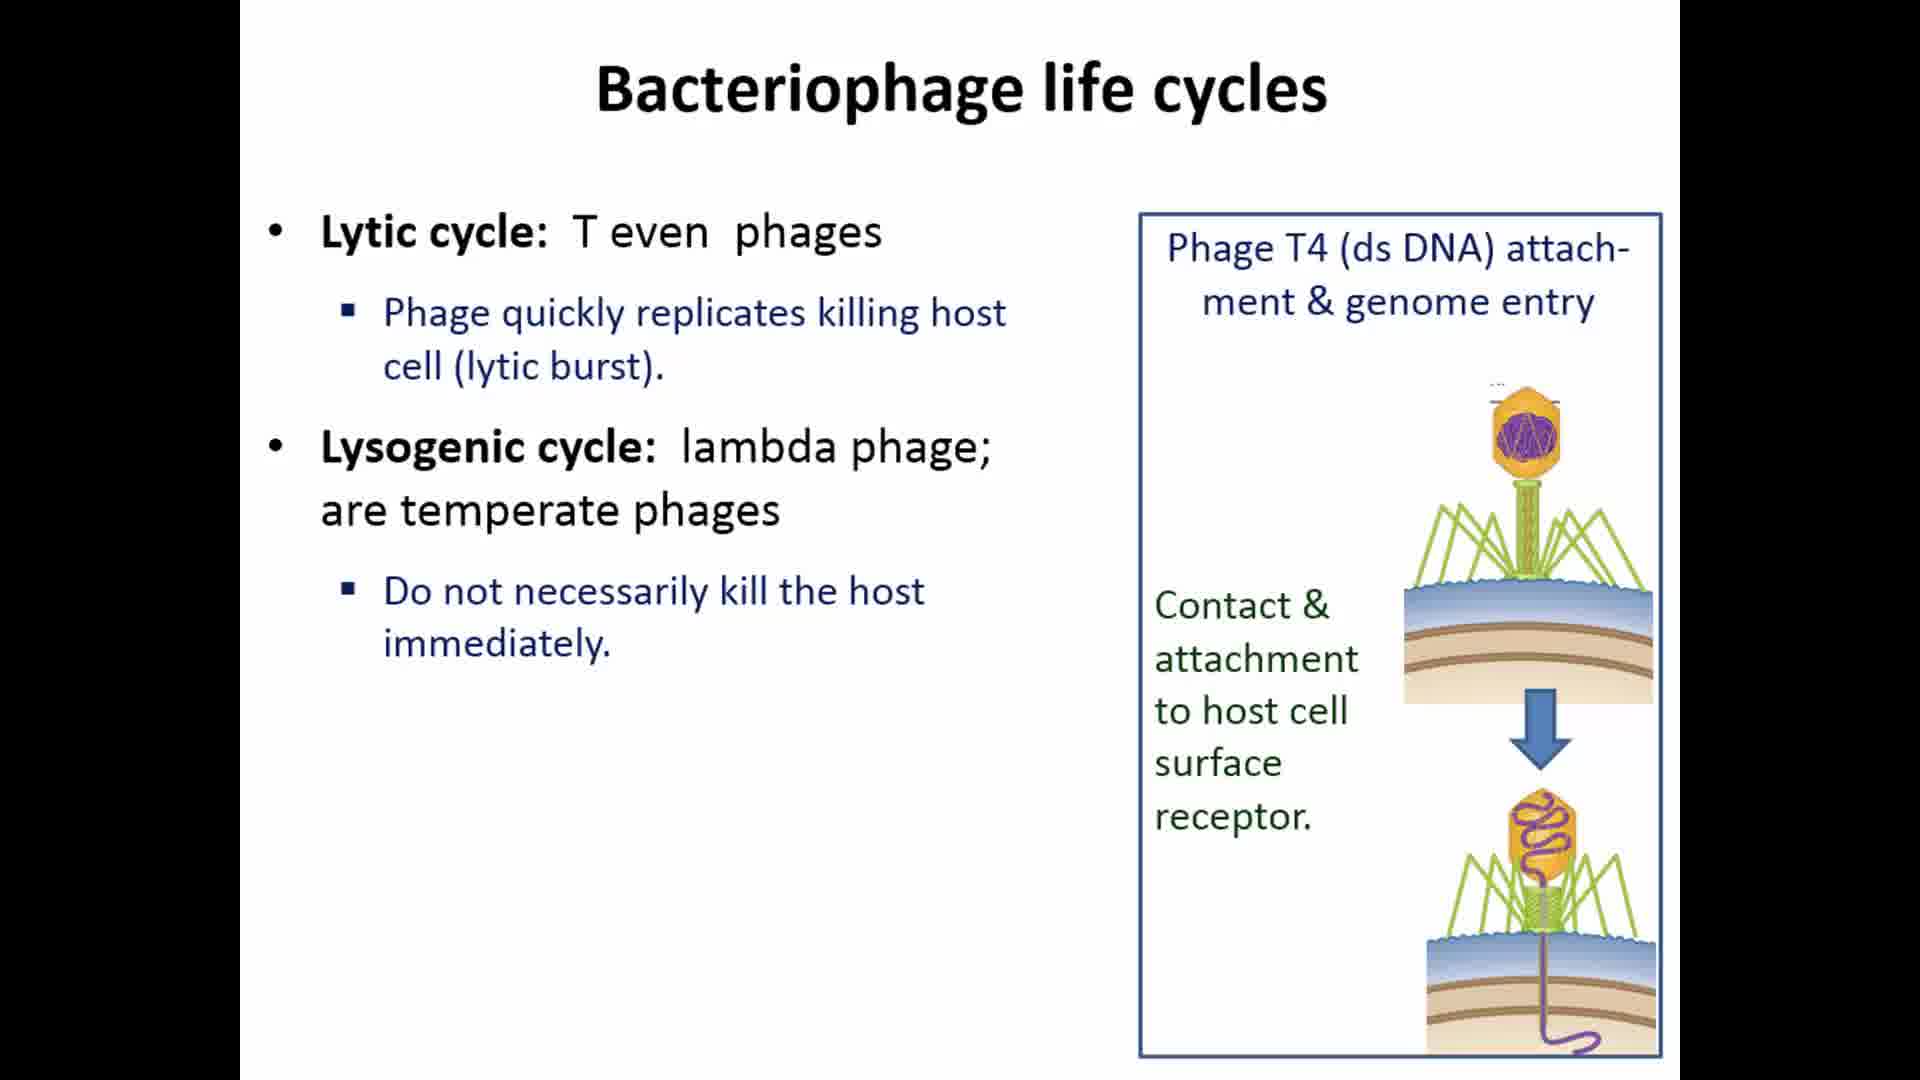 Bacteriophage life cycles
• Lytic cycle: T even phages
▪ Phage quickly replicates killing host
cell (lytic burst).
• Lysogenic cycle: lambda phage;
are temperate phages
▪ Do not necessarily kill the host
immediately.
Phage T4 (ds DNA) attach-
ment & genome entry
Contact &
attachment
to host cell
surface
receptor.